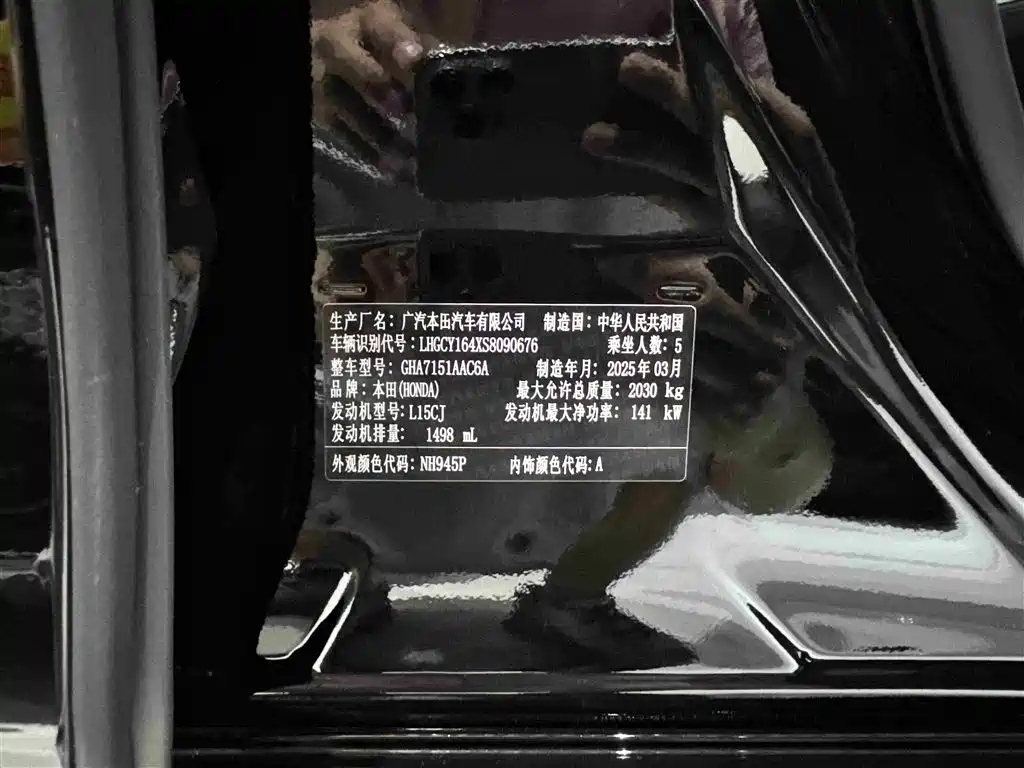 生产厂名：广汽本田汽车有限公司 制造国：中华人民共和国
车辆识别代号：LHGCY164XS8090676 乘坐人数：5
整车型号：GHA7151AAC6A 制造年月：2025年03月
品牌：本田(HONDA) 最大允许总质量：2030 kg
发动机型号：L15CJ 发动机最大净功率：141 kW
发动机排量：1498 mL
外观颜色代码：NH945P 内饰颜色代码：A